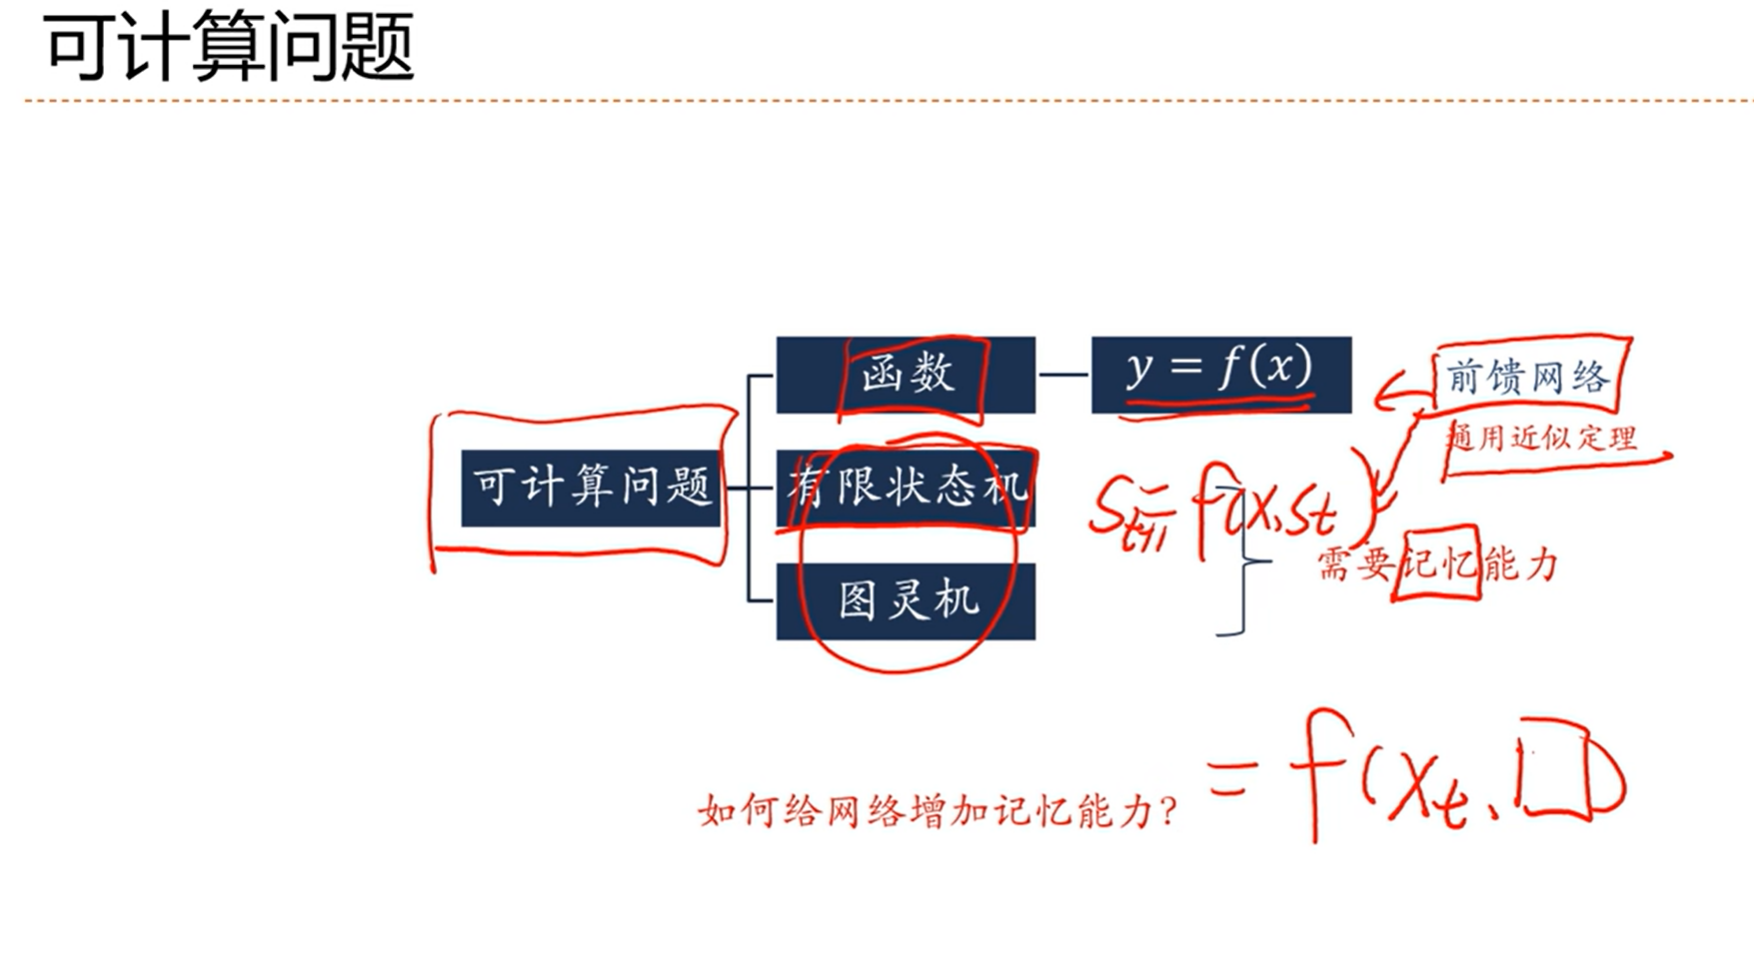 可计算问题
函数
y = f(x)
前馈网络
通用近似定理
可计算问题
有限状态机
S_{t+1} = f(x, s_t)
需要记忆能力
图灵机
如何给网络增加记忆能力?
= f(x_t, □)